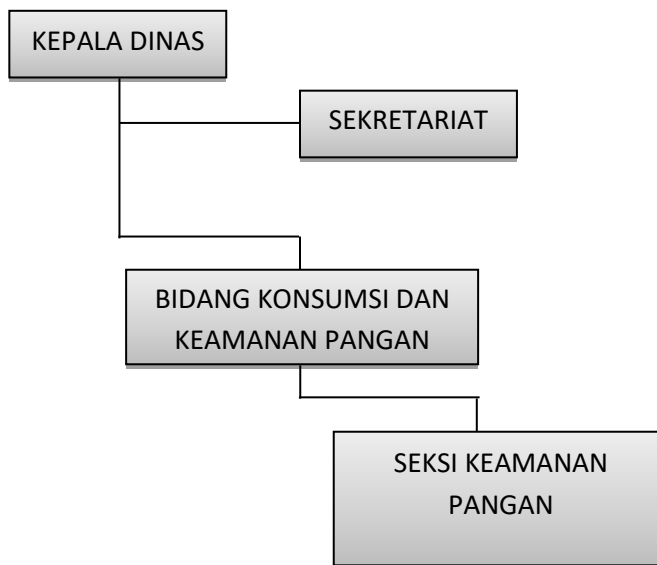 KEPALA DINAS
SEKRETARIAT
BIDANG KONSUMSI DAN
KEAMANAN PANGAN
SEKSI KEAMANAN
PANGAN